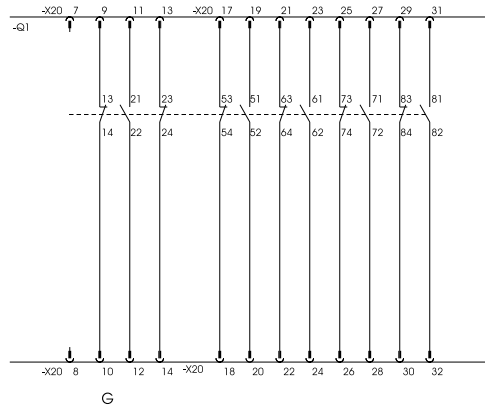 -X20 7 9 11 13 -X20 17 19 21 23 25 27 29 31
-Q1
13 21 23 53 51 63 61 73 71 83 81
14 22 24 54 52 64 62 74 72 84 82
-X20 8 10 12 14 -X20 18 20 22 24 26 28 30 32
G